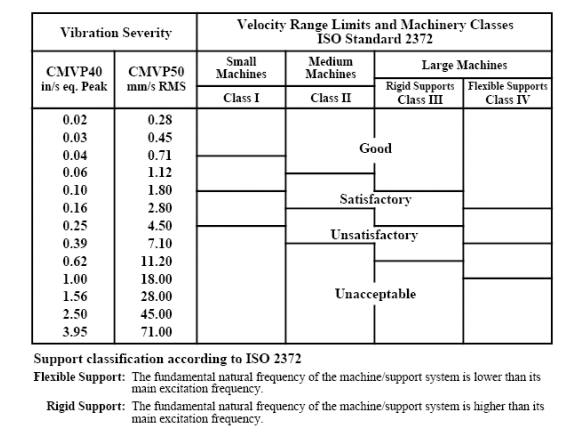 Vibration Severity
Velocity Range Limits and Machinery Classes
ISO Standard 2372
CMVP40
in/s eq. Peak
CMVP50
mm/s RMS
Small
Machines
Medium
Machines
Large Machines
Class I
Class II
Rigid Supports
Class III
Flexible Supports
Class IV
0.02 0.28
0.03 0.45
0.04 0.71
0.06 1.12
0.10 1.80
0.16 2.80
0.25 4.50
0.39 7.10
0.62 11.20
1.00 18.00
1.56 28.00
2.50 45.00
3.95 71.00
Good
Satisfactory
Unsatisfactory
Unacceptable
Support classification according to ISO 2372
Flexible Support: The fundamental natural frequency of the machine/support system is lower than its
main excitation frequency.
Rigid Support: The fundamental natural frequency of the machine/support system is higher than its
main excitation frequency.